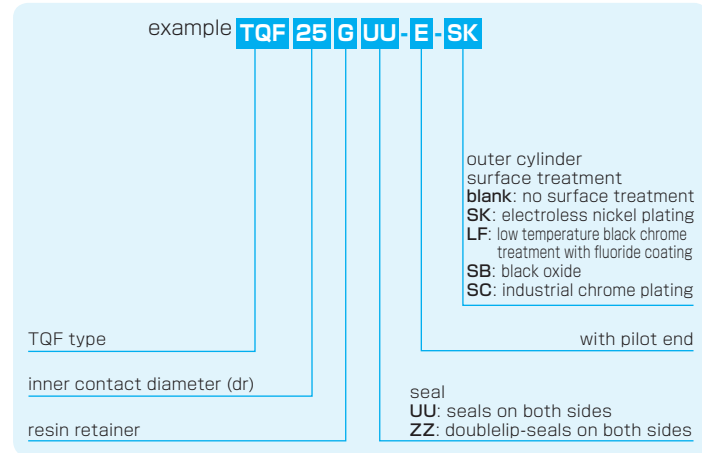 example TQF 25 G UU - E - SK
outer cylinder
surface treatment
blank: no surface treatment
SK: electroless nickel plating
LF: low temperature black chrome
treatment with fluoride coating
SB: black oxide
SC: industrial chrome plating
TQF type
with pilot end
inner contact diameter (dr)
seal
UU: seals on both sides
ZZ: doublelip-seals on both sides
resin retainer